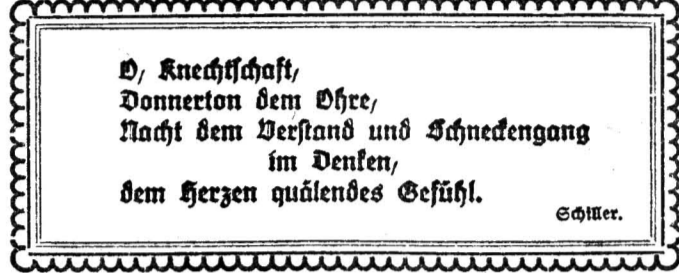 O, Knechtschaft,
Donnerton dem Ohre,
Nacht dem Verstand und Schneckengang
im Denken,
dem Herzen quälendes Gefühl.
Schiller.